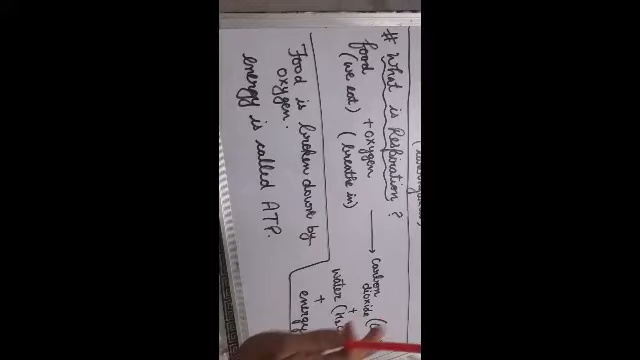 # What is Respiration?
food + oxygen → Carbon dioxide
(we eat) (breathe in) +
water (H₂
+
energy
Food is broken down by
oxygen.
energy is called ATP.